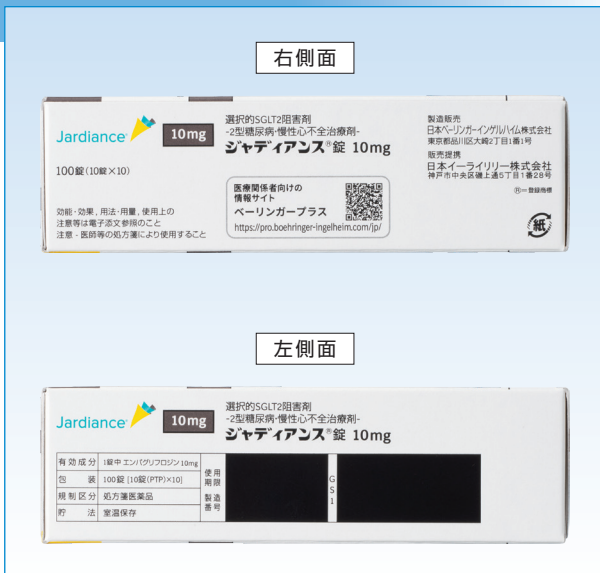 右側面
Jardiance®
10mg
選択的SGLT2阻害剤
-2型糖尿病・慢性心不全治療剤-
ジャディアンス®錠 10mg
100錠(10錠×10)
効能・効果,用法・用量,使用上の
注意等は電子添文参照のこと
注意-医師等の処方箋により使用すること
医療関係者向けの
情報サイト
ベーリンガープラス
https://pro.boehringer-ingelheim.com/jp/
製造販売
日本ベーリンガーインゲルハイム株式会社
東京都品川区大崎2丁目1番1号
販売提携
日本イーライリリー株式会社
神戸市中央区磯上通5丁目1番28号
®=登録商標
紙
左側面
Jardiance®
10mg
選択的SGLT2阻害剤
-2型糖尿病・慢性心不全治療剤-
ジャディアンス®錠 10mg
有効成分 1錠中 エンパグリフロジン 10mg
包装 100錠 [10錠(PTP)×10]
規制区分 処方箋医薬品
貯法 室温保存
使用
期限
製造
番号
GS1